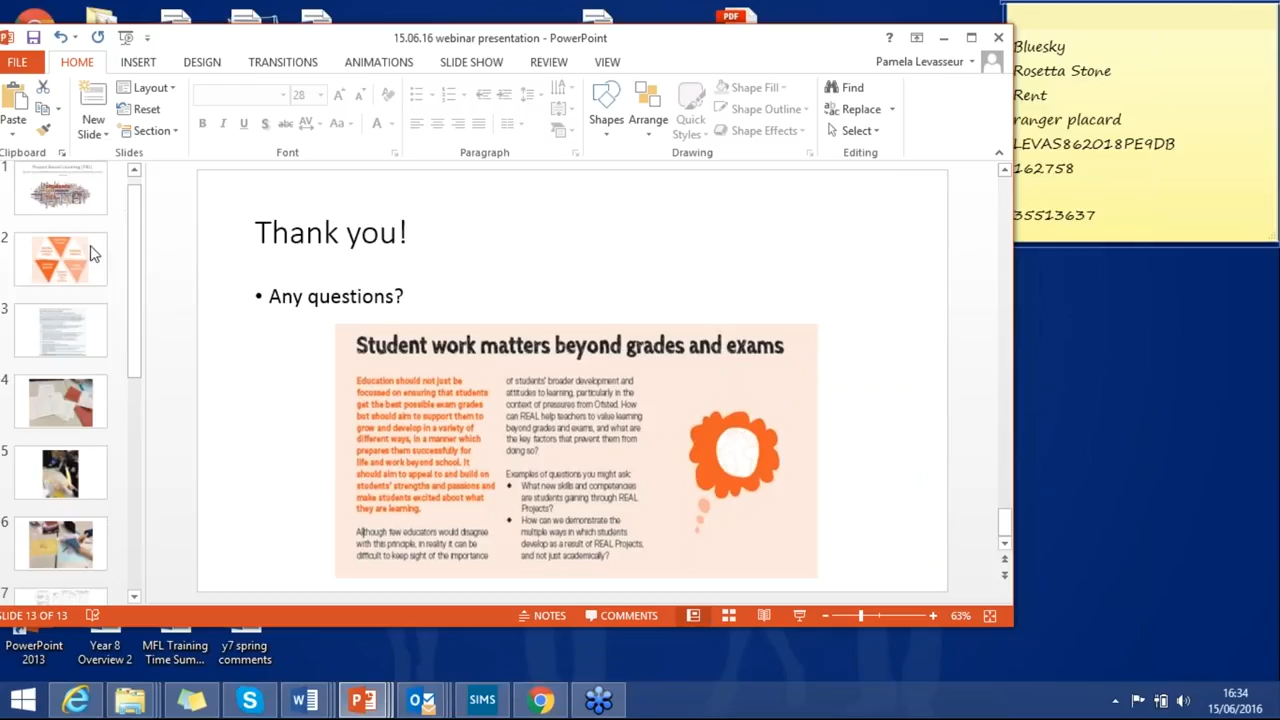 PDF
15.06.16 webinar presentation - PowerPoint
?
FILE
HOME
INSERT
DESIGN
TRANSITIONS
ANIMATIONS
SLIDE SHOW
REVIEW
VIEW
Pamela Levasseur
Paste
New
Slide
Layout
Reset
Section
28
B I U S abc AV Aa A
Shapes
Arrange
Quick
Styles
Shape Fill
Shape Outline
Shape Effects
Find
Replace
Select
Clipboard
Slides
Font
Paragraph
Drawing
Editing
Bluesky
Rosetta Stone
Rent
ranger placard
LEVAS862018PE9DB
162758
35513637
1
2
3
4
5
6
7
Thank you!
• Any questions?
Student work matters beyond grades and exams
Education should not just be
focussed on ensuring that students
get the best possible exam grades
but should aim to support them to
grow and develop in a variety of
different ways, in a manner which
prepares them successfully for
life and work beyond school. It
should aim to appeal to and build on
students' strengths and passions and
make students excited about what
they are learning.
Although few educators would disagree
with this principle, in reality it can be
difficult to keep sight of the importance
of students' broader development and
attitudes to learning, particularly in the
context of pressures from Ofsted. How
can REAL help teachers to value learning
beyond grades and exams, and what are
the key factors that prevent them from
doing so?
Examples of questions you might ask:
What new skills and competencies
are students gaining through REAL
Projects?
How can we demonstrate the
multiple ways in which students
develop as a result of REAL Projects,
and not just academically?
SLIDE 13 OF 13
NOTES
COMMENTS
63%
PowerPoint
2013
Year 8
Overview 2
MFL Training
Time Sum...
y7 spring
comments
SIMS
16:34
15/06/2016